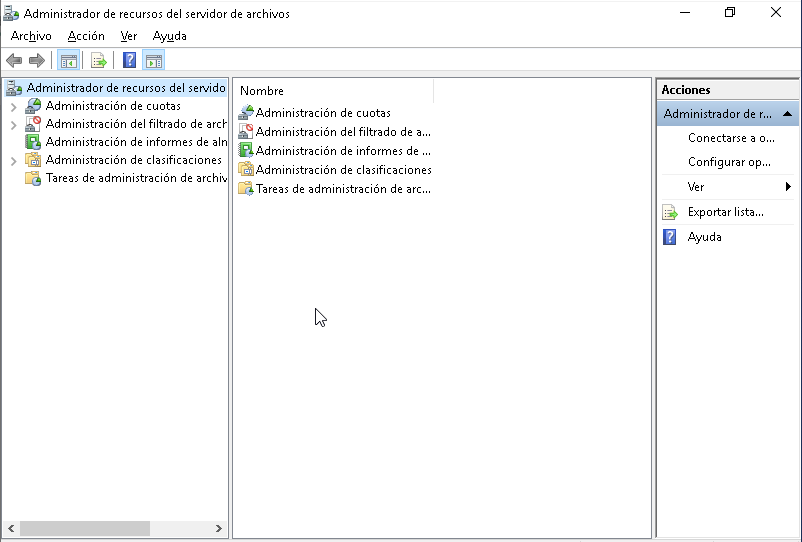 Administrador de recursos del servidor de archivos
Archivo Acción Ver Ayuda
Administrador de recursos del servido
Administración de cuotas
Administración del filtrado de arch
Administración de informes de aln
Administración de clasificaciones
Tareas de administración de archiv
Nombre
Administración de cuotas
Administración del filtrado de a...
Administración de informes de ...
Administración de clasificaciones
Tareas de administración de arc...
Acciones
Administrador de r...
Conectarse a o...
Configurar op...
Ver
Exportar lista...
Ayuda